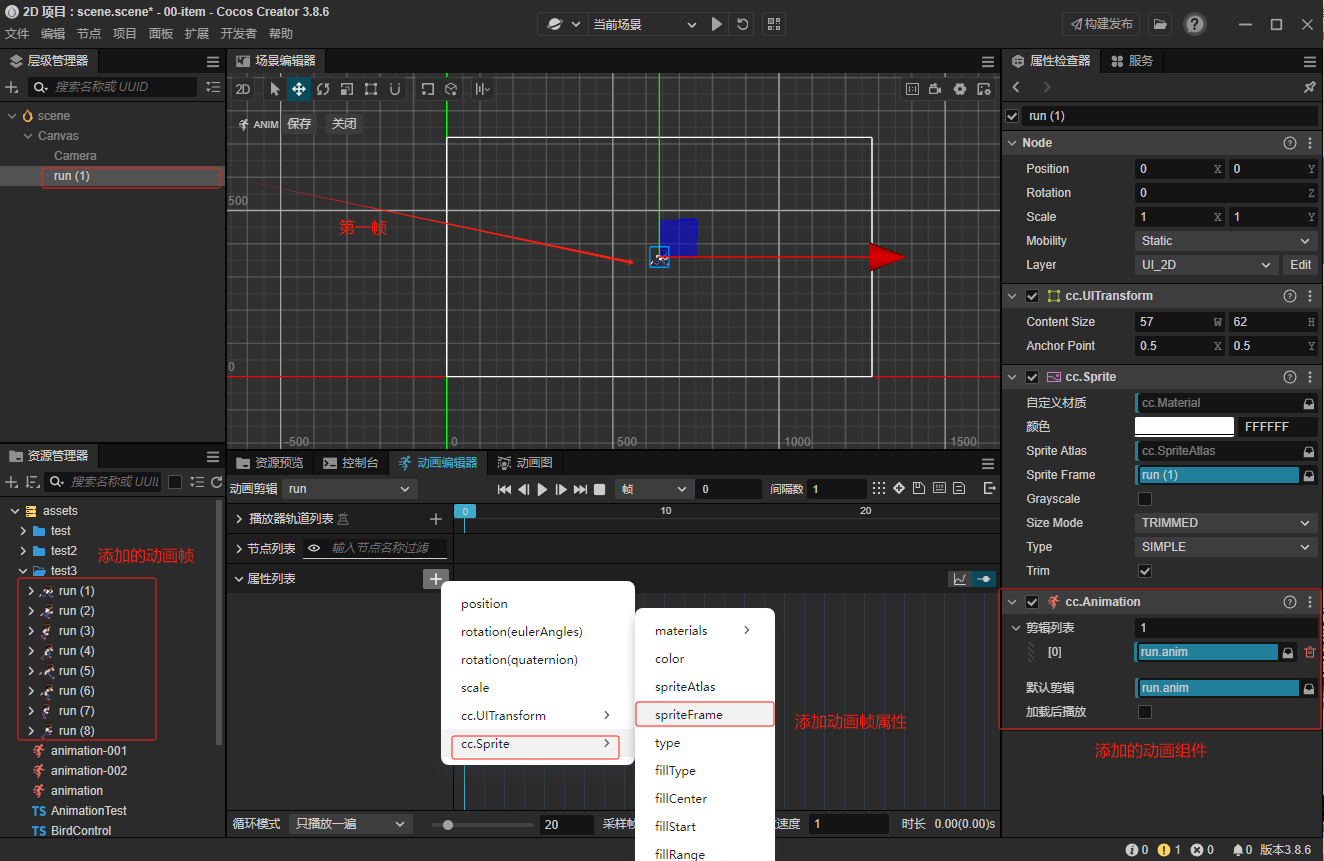 2D 项目 : scene.scene* - 00-item - Cocos Creator 3.8.6
文件 编辑 节点 项目 面板 扩展 开发者 帮助
当前场景
构建发布
层级管理器
搜索名称或 UUID
scene
Canvas
Camera
run (1)
场景编辑器
2D
ANIM 保存 关闭
500
0
-500 0 500 1000 1500
第一帧
资源管理器
搜索名称或 UUIL
assets
test
test2
test3
添加的动画帧
run (1)
run (2)
run (3)
run (4)
run (5)
run (6)
run (7)
run (8)
animation-001
animation-002
animation
TS AnimationTest
TS BirdControl
资源预览 控制台 动画编辑器 动画图
动画剪辑 run 帧 0 间隔数 1
播放器轨道列表 0 10 20
节点列表 输入节点名称过滤
属性列表
position
rotation(eulerAngles)
rotation(quaternion)
scale
cc.UITransform
cc.Sprite
materials
color
spriteAtlas
spriteFrame
type
fillType
fillCenter
fillStart
fillRange
添加动画帧属性
循环模式 只播放一遍 20 采样帧 速度 1 时长 0.00(0.00)s
属性检查器 服务
run (1)
Node
Position 0 X 0 Y
Rotation 0 Z
Scale 1 X 1 Y
Mobility Static
Layer UI_2D Edit
cc.UITransform
Content Size 57 W 62 H
Anchor Point 0.5 X 0.5 Y
cc.Sprite
自定义材质 cc.Material
颜色 FFFFFF
Sprite Atlas cc.SpriteAtlas
Sprite Frame run (1)
Grayscale
Size Mode TRIMMED
Type SIMPLE
Trim
cc.Animation
剪辑列表 1
[0] run.anim
默认剪辑 run.anim
加载后播放
添加的动画组件
0 1 0 0 版本3.8.6